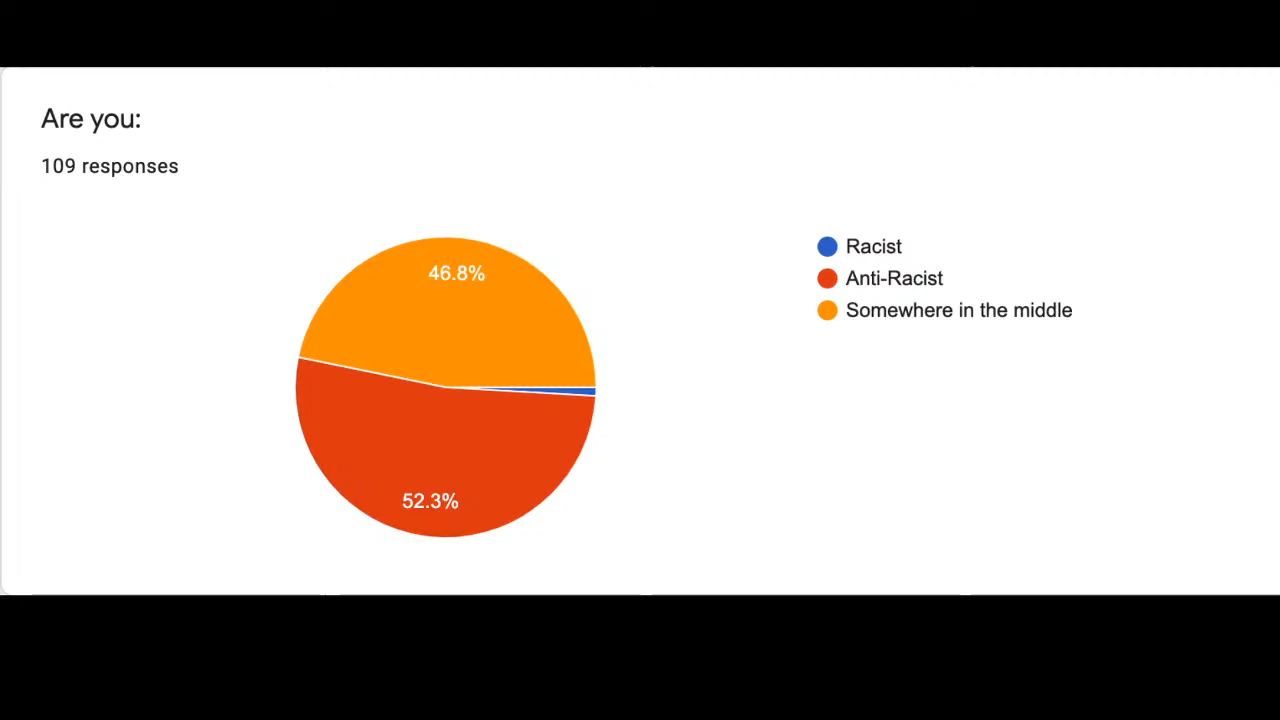 Are you:
109 responses
46.8%
52.3%
Racist
Anti-Racist
Somewhere in the middle